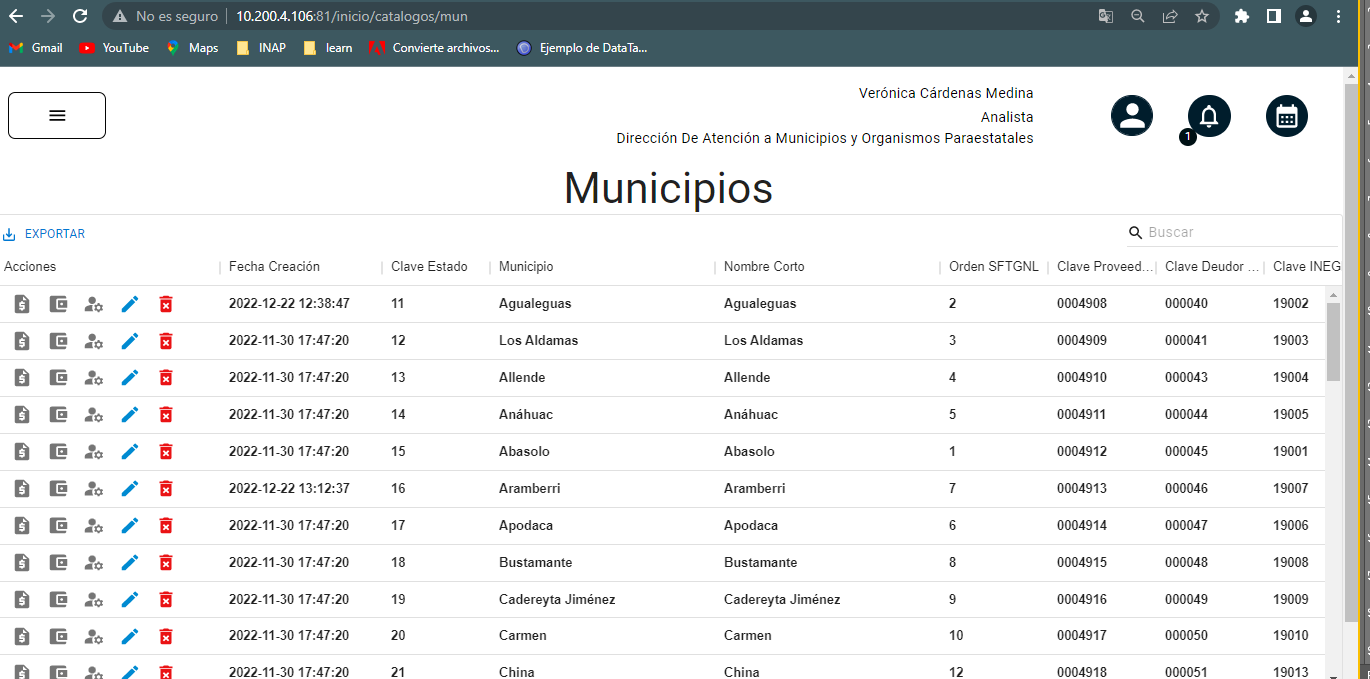 No es seguro 10.200.4.106:81/inicio/catalogos/mun
Gmail YouTube Maps INAP learn Convierte archivos... Ejemplo de DataTa...
Verónica Cárdenas Medina
Analista
Dirección De Atención a Municipios y Organismos Paraestatales
1
Municipios
EXPORTAR Buscar
Acciones Fecha Creación Clave Estado Municipio Nombre Corto Orden SFTGNL Clave Proveed... Clave Deudor ... Clave INEG
2022-12-22 12:38:47 11 Agualeguas Agualeguas 2 0004908 000040 19002
2022-11-30 17:47:20 12 Los Aldamas Los Aldamas 3 0004909 000041 19003
2022-11-30 17:47:20 13 Allende Allende 4 0004910 000043 19004
2022-11-30 17:47:20 14 Anáhuac Anáhuac 5 0004911 000044 19005
2022-11-30 17:47:20 15 Abasolo Abasolo 1 0004912 000045 19001
2022-12-22 13:12:37 16 Aramberri Aramberri 7 0004913 000046 19007
2022-11-30 17:47:20 17 Apodaca Apodaca 6 0004914 000047 19006
2022-11-30 17:47:20 18 Bustamante Bustamante 8 0004915 000048 19008
2022-11-30 17:47:20 19 Cadereyta Jiménez Cadereyta Jiménez 9 0004916 000049 19009
2022-11-30 17:47:20 20 Carmen Carmen 10 0004917 000050 19010
2022-11-30 17:47:20 21 China China 12 0004918 000051 19013